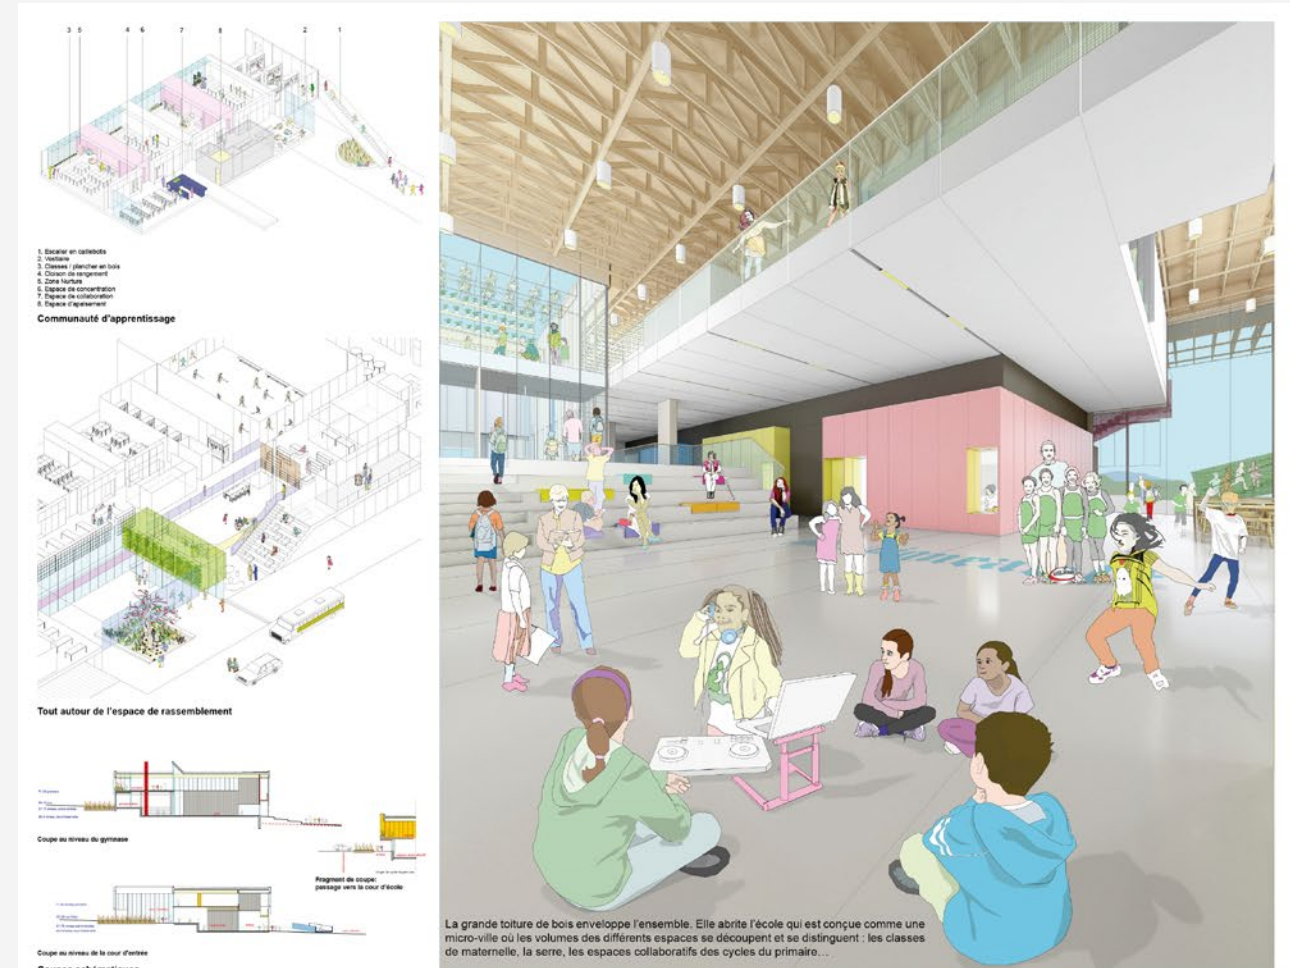 3 5 4 6 7 8 2 1
1. Escalier en caillebotis
2. Vestiaire
3. Classes / plancher en bois
4. Cloison de rangement
5. Zone Nurture
6. Espace de concentration
7. Espace de collaboration
8. Espace d'apaisement
Communauté d'apprentissage
Tout autour de l'espace de rassemblement
Coupe au niveau du gymnase
Fragment de coupe:
passage vers la cour d'école
Coupe au niveau de la cour d'entrée
La grande toiture de bois enveloppe l'ensemble. Elle abrite l'école qui est conçue comme une
micro-ville où les volumes des différents espaces se découpent et se distinguent : les classes
de maternelle, la serre, les espaces collaboratifs des cycles du primaire…